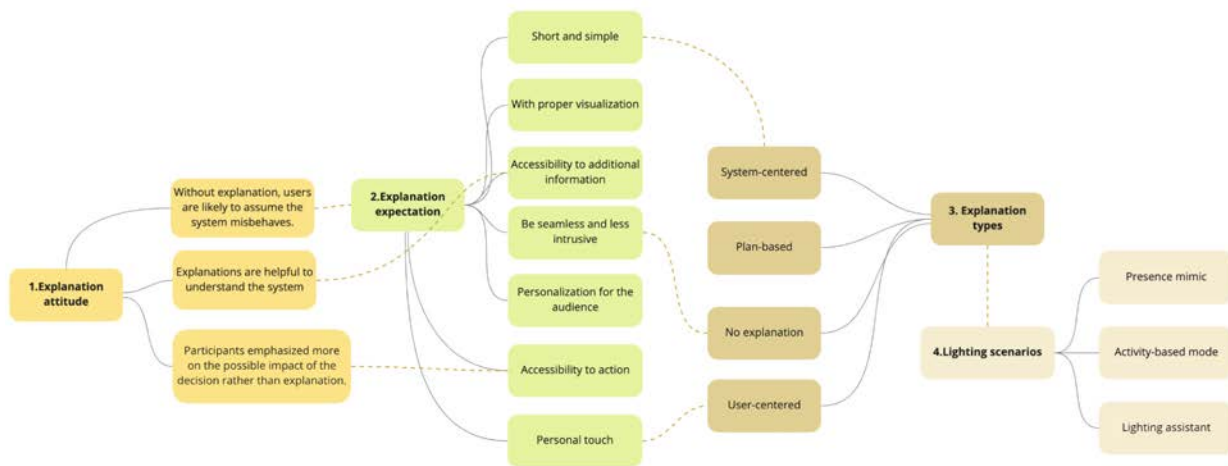 1.Explanation
attitude
Without explanation, users
are likely to assume the
system misbehaves.
Explanations are helpful to
understand the system
Participants emphasized more
on the possible impact of the
decision rather than explanation.
2.Explanation
expectation
Short and simple
With proper visualization
Accessibility to additional
information
Be seamless and less
intrusive
Personalization for the
audience
Accessibility to action
Personal touch
System-centered
Plan-based
No explanation
User-centered
3. Explanation
types
4.Lighting scenarios
Presence mimic
Activity-based mode
Lighting assistant